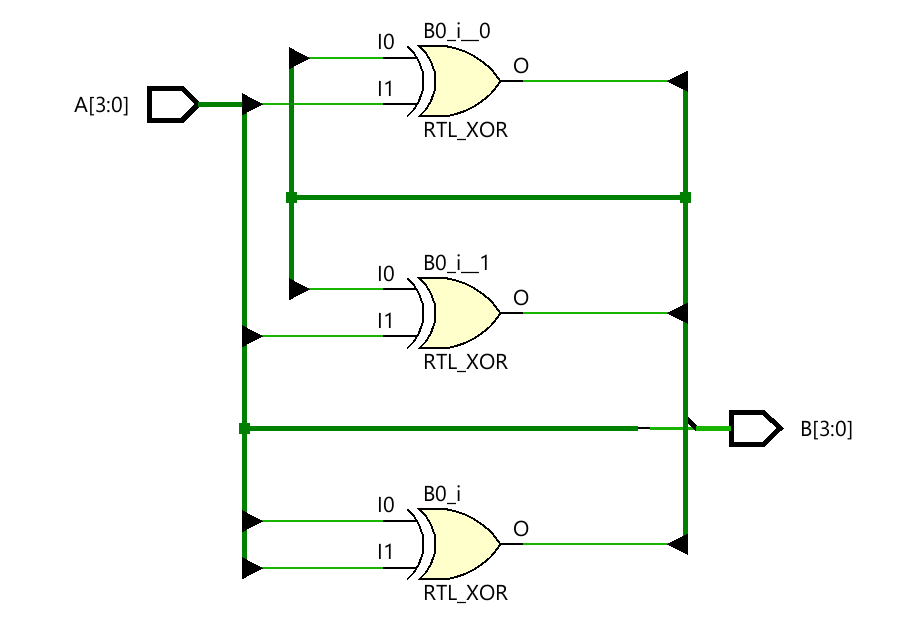 B0_i__0
I0
O
I1
A[3:0]
RTL_XOR
B0_i__1
I0
O
I1
RTL_XOR
B[3:0]
B0_i
I0
O
I1
RTL_XOR